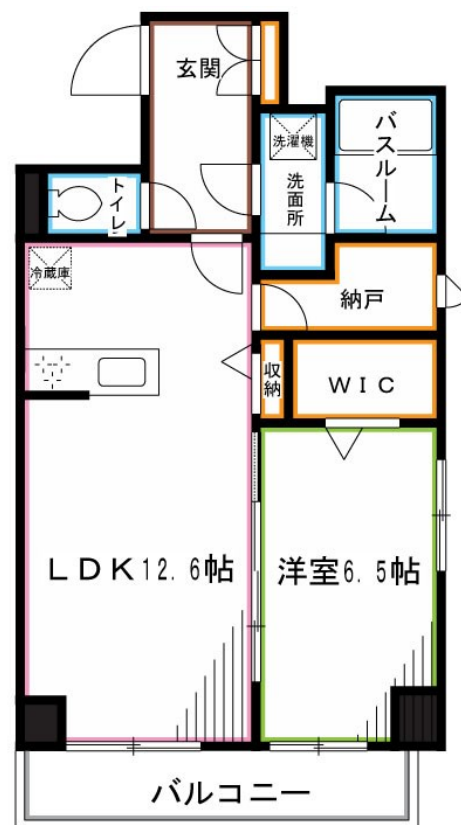 玄関
洗濯機
洗面所
バスルーム
トイレ
冷蔵庫
納戸
収納
WIC
LDK12.6帖
洋室6.5帖
バルコニー